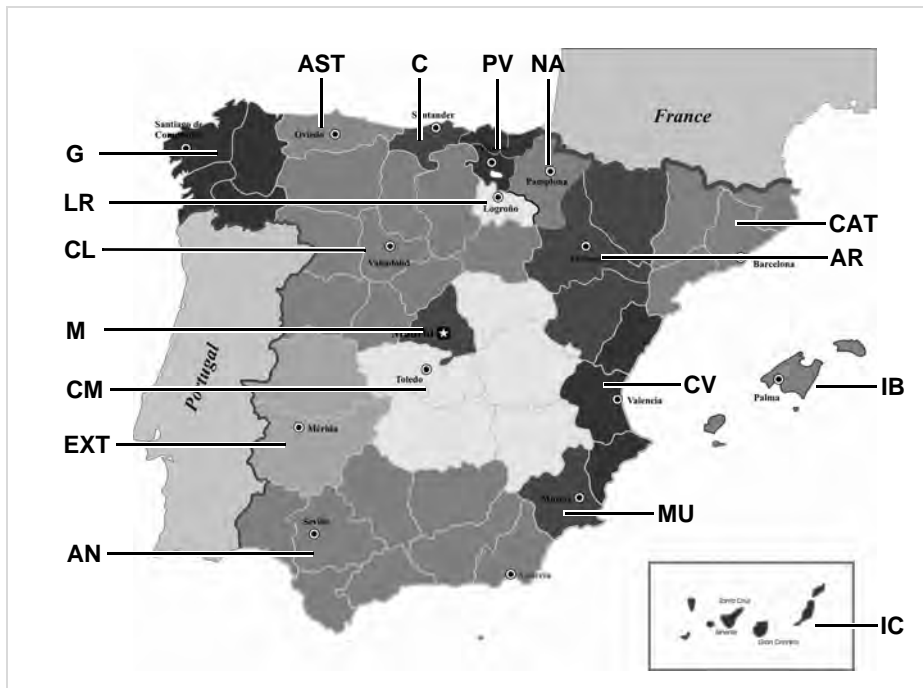 AST
C
PV
NA
Santander
France
Santiago de
Oviedo
G
Pamplona
LR
Logroño
CAT
CL
Valladolid
AR
Barcelona
M
Madrid
Portugal
Toledo
CM
CV
Palma
IB
Valencia
EXT
Mérida
Murcia
MU
Sevilla
AN
Almería
Santa Cruz
Tenerife
IC
Gran Canaria